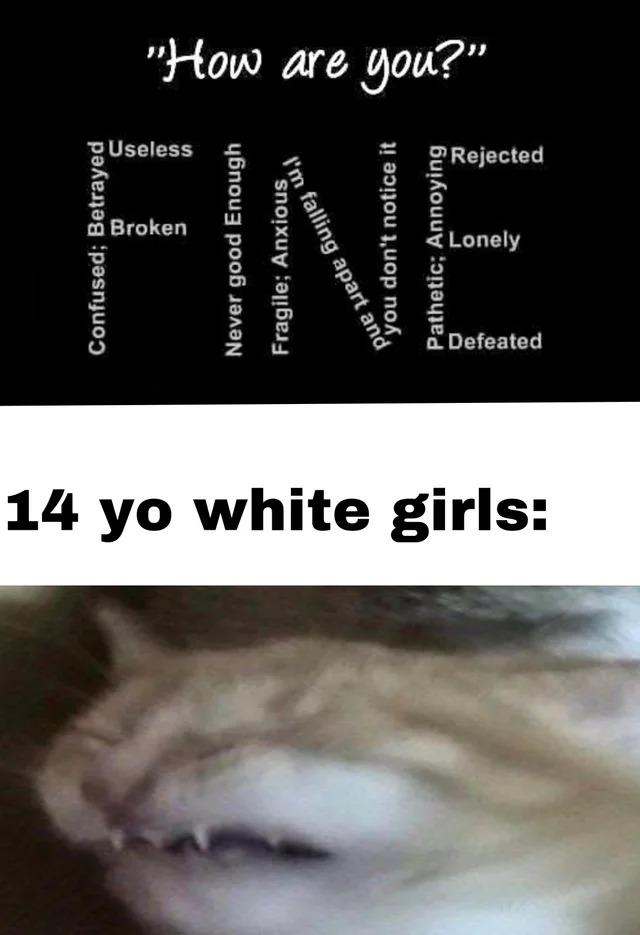 "How are you?"
Confused; Betrayed
Useless
Broken
Never good Enough
Fragile; Anxious
I'm falling apart and
you don't notice it
Pathetic; Annoying
Rejected
Lonely
Defeated
14 yo white girls: